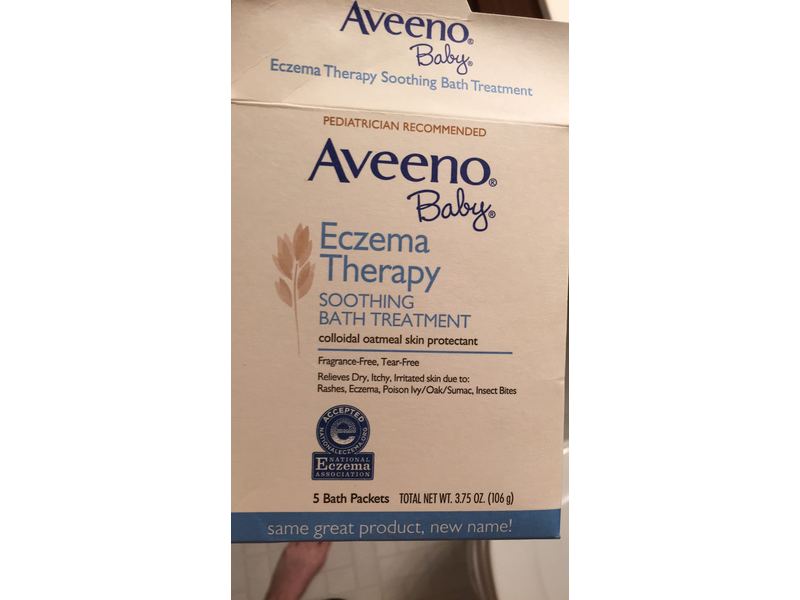 Aveeno®
Baby®
Eczema Therapy Soothing Bath Treatment
PEDIATRICIAN RECOMMENDED
Aveeno®
Baby®
Eczema
Therapy
SOOTHING
BATH TREATMENT
colloidal oatmeal skin protectant
Fragrance-Free, Tear-Free
Relieves Dry, Itchy, Irritated skin due to:
Rashes, Eczema, Poison Ivy/Oak/Sumac, Insect Bites
ACCEPTED
e
NATIONALECZEMA.ORG
NATIONAL
Eczema
ASSOCIATION
5 Bath Packets TOTAL NET WT. 3.75 OZ. (106 g)
same great product, new name!